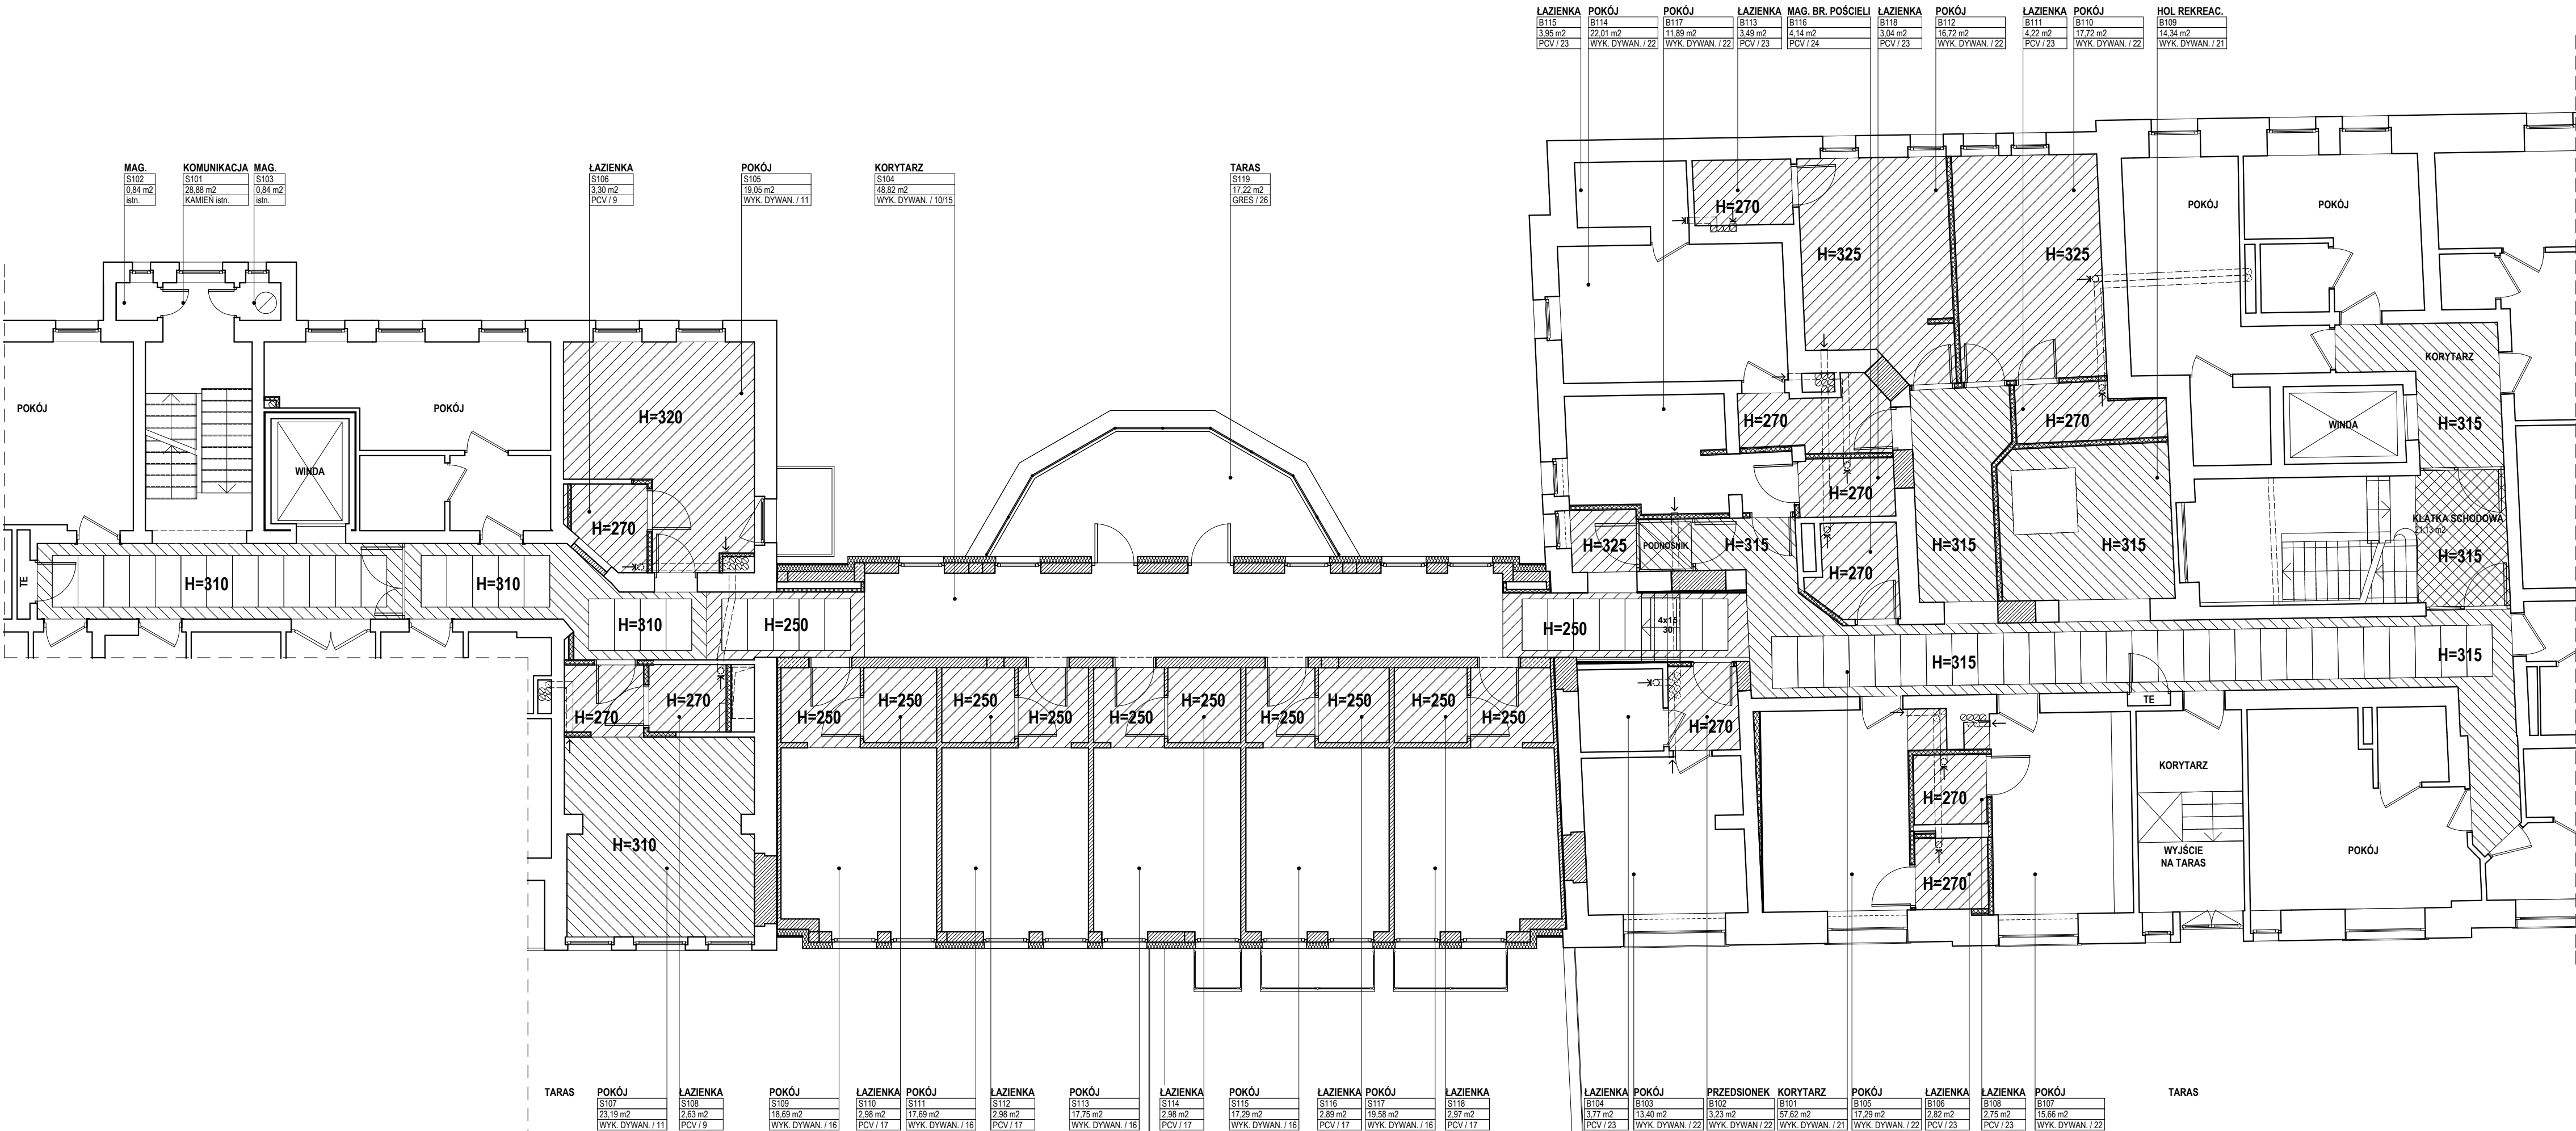 ŁAZIENKA
B115
3,95 m2
PCV / 23
POKÓJ
B114
22,01 m2
WYK. DYWAN. / 22
POKÓJ
B117
11,89 m2
WYK. DYWAN. / 22
ŁAZIENKA
B113
3,49 m2
PCV / 23
MAG. BR. POŚCIELI
B116
4,14 m2
PCV / 24
ŁAZIENKA
B118
3,04 m2
PCV / 23
POKÓJ
B112
16,72 m2
WYK. DYWAN. / 22
ŁAZIENKA
B111
4,22 m2
PCV / 23
POKÓJ
B110
17,72 m2
WYK. DYWAN. / 22
HOL REKREAC.
B109
14,34 m2
WYK. DYWAN. / 21
MAG.
S102
0,84 m2
istn.
KOMUNIKACJA
S101
28,88 m2
KAMIEŃ istn.
MAG.
S103
0,84 m2
istn.
ŁAZIENKA
S106
3,30 m2
PCV / 9
POKÓJ
S105
19,05 m2
WYK. DYWAN. / 11
KORYTARZ
S104
48,82 m2
WYK. DYWAN. / 10/15
TARAS
S119
17,22 m2
GRES / 26
H=270
POKÓJ
POKÓJ
H=325
H=325
KORYTARZ
POKÓJ
POKÓJ
H=320
H=270
H=270
H=315
WINDA
WINDA
H=270
H=270
KLATKA SCHODOWA
21,13 m2
H=325
PODNOŚNIK
H=315
H=315
H=315
H=315
H=270
TE
H=310
H=310
H=310
H=250
H=250
4x15
30
H=315
H=315
H=270
H=270
H=250
H=250
H=250
H=250
H=250
H=250
H=250
H=250
H=250
H=250
H=270
TE
KORYTARZ
H=270
H=310
WYJŚCIE
NA TARAS
POKÓJ
H=270
TARAS
POKÓJ
S107
23,19 m2
WYK. DYWAN. / 11
ŁAZIENKA
S108
2,63 m2
PCV / 9
POKÓJ
S109
18,69 m2
WYK. DYWAN. / 16
ŁAZIENKA
S110
2,98 m2
PCV / 17
POKÓJ
S111
17,69 m2
WYK. DYWAN. / 16
ŁAZIENKA
S112
2,98 m2
PCV / 17
POKÓJ
S113
17,75 m2
WYK. DYWAN. / 16
ŁAZIENKA
S114
2,98 m2
PCV / 17
POKÓJ
S115
17,29 m2
WYK. DYWAN. / 16
ŁAZIENKA
S116
2,89 m2
PCV / 17
POKÓJ
S117
19,58 m2
WYK. DYWAN. / 16
ŁAZIENKA
S118
2,97 m2
PCV / 17
ŁAZIENKA
B104
3,77 m2
PCV / 23
POKÓJ
B103
13,40 m2
WYK. DYWAN. / 22
PRZEDSIONEK
B102
3,23 m2
WYK. DYWAN / 22
KORYTARZ
B101
57,62 m2
WYK. DYWAN. / 21
POKÓJ
B105
17,29 m2
WYK. DYWAN. / 22
ŁAZIENKA
B106
2,82 m2
PCV / 23
ŁAZIENKA
B108
2,75 m2
PCV / 23
POKÓJ
B107
15,66 m2
WYK. DYWAN. / 22
TARAS